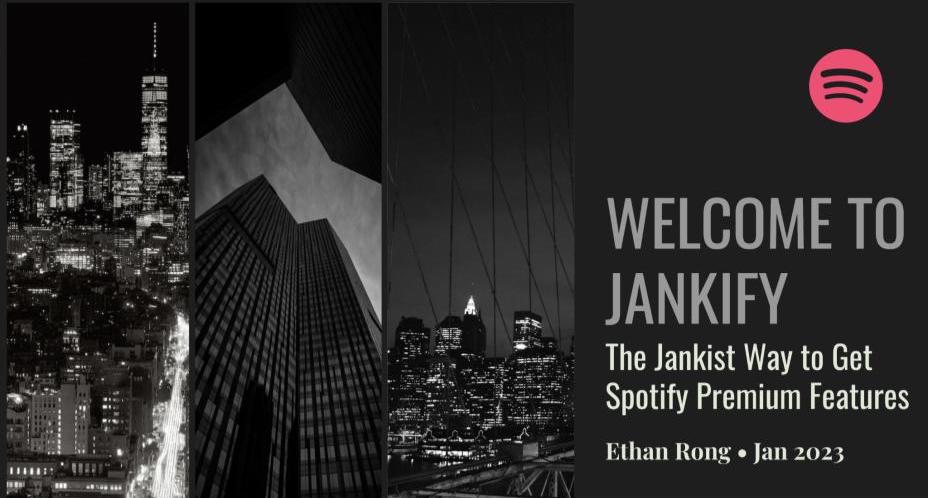 WELCOME TO
JANKIFY
The Jankist Way to Get
Spotify Premium Features
Ethan Rong • Jan 2023